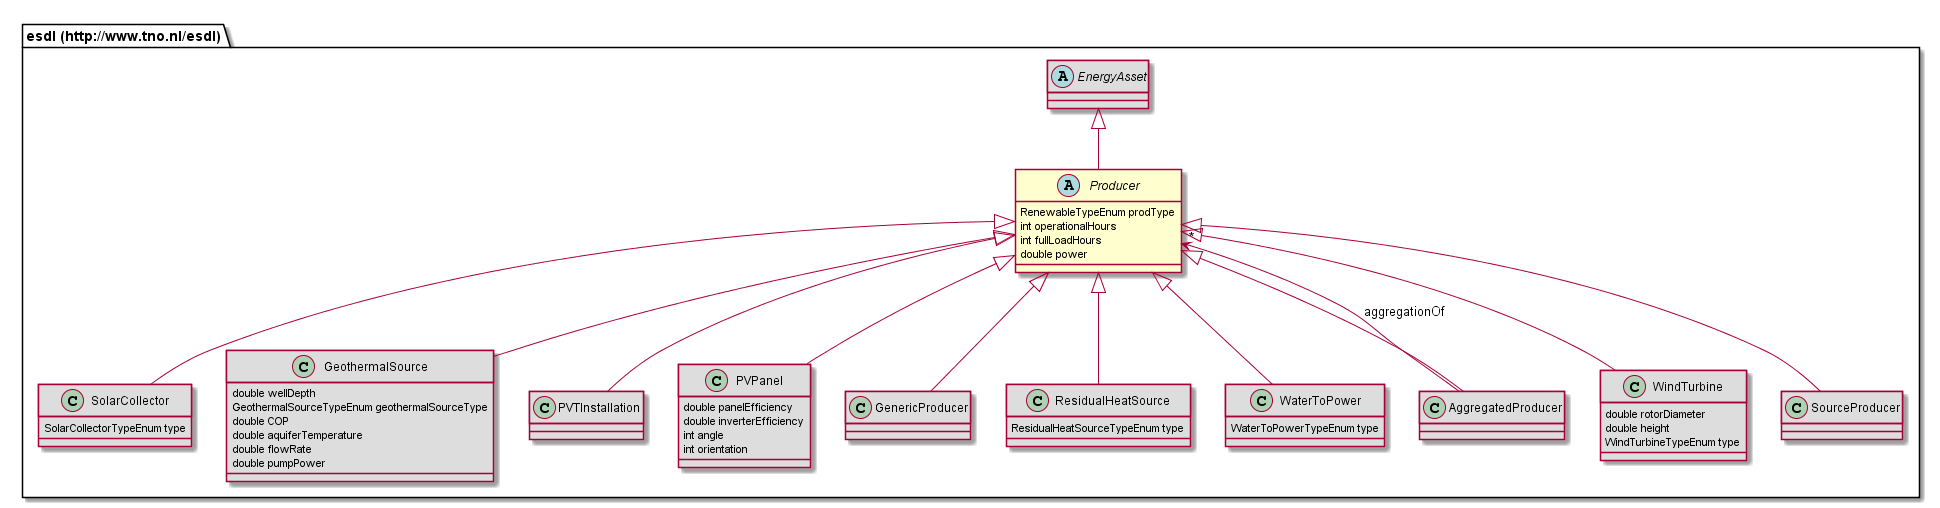 esdl (http://www.tno.nl/esdl)
A EnergyAsset
A Producer
RenewableTypeEnum prodType
int operationalHours
int fullLoadHours
double power
*
aggregationOf
C SolarCollector
SolarCollectorTypeEnum type
C GeothermalSource
double wellDepth
GeothermalSourceTypeEnum geothermalSourceType
double COP
double aquiferTemperature
double flowRate
double pumpPower
C PVTInstallation
C PVPanel
double panelEfficiency
double inverterEfficiency
int angle
int orientation
C GenericProducer
C ResidualHeatSource
ResidualHeatSourceTypeEnum type
C WaterToPower
WaterToPowerTypeEnum type
C AggregatedProducer
C WindTurbine
double rotorDiameter
double height
WindTurbineTypeEnum type
C SourceProducer